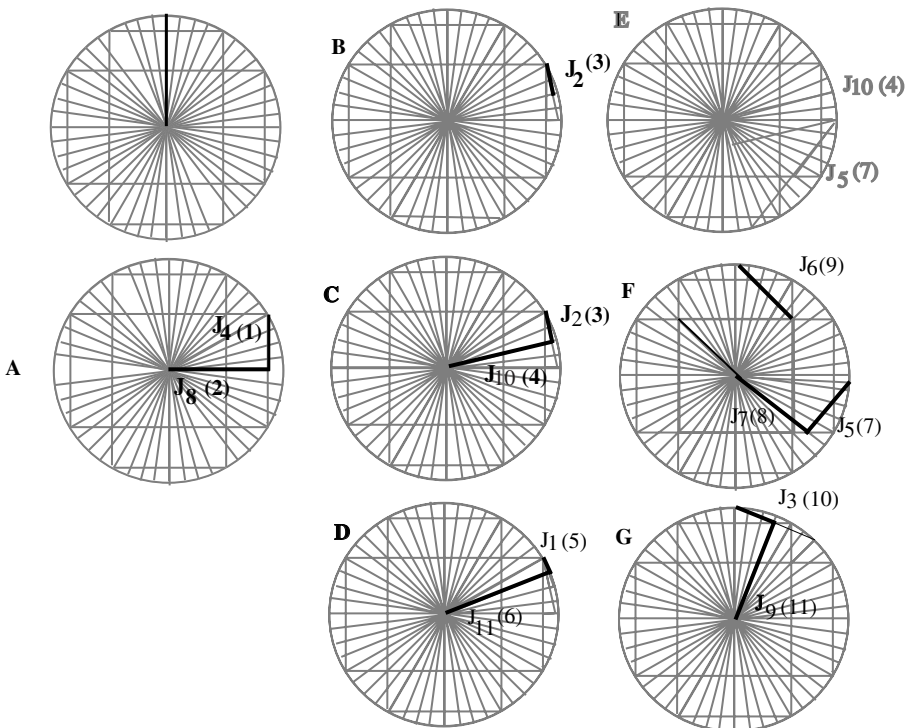 B
J2 (3)
E
J10 (4)
J5 (7)
A
J4 (1)
J8 (2)
C
J2 (3)
J10 (4)
F
J6(9)
J7(8)
J5(7)
D
J1(5)
J11(6)
G
J3 (10)
J9(11)